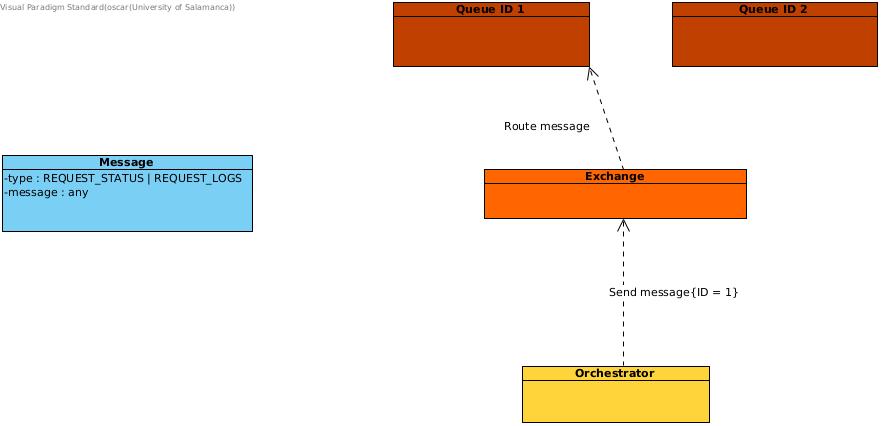 Visual Paradigm Standard(oscar(University of Salamanca))
Queue ID 1
Queue ID 2
Route message
Message
-type : REQUEST_STATUS | REQUEST_LOGS
-message : any
Exchange
Send message{ID = 1}
Orchestrator